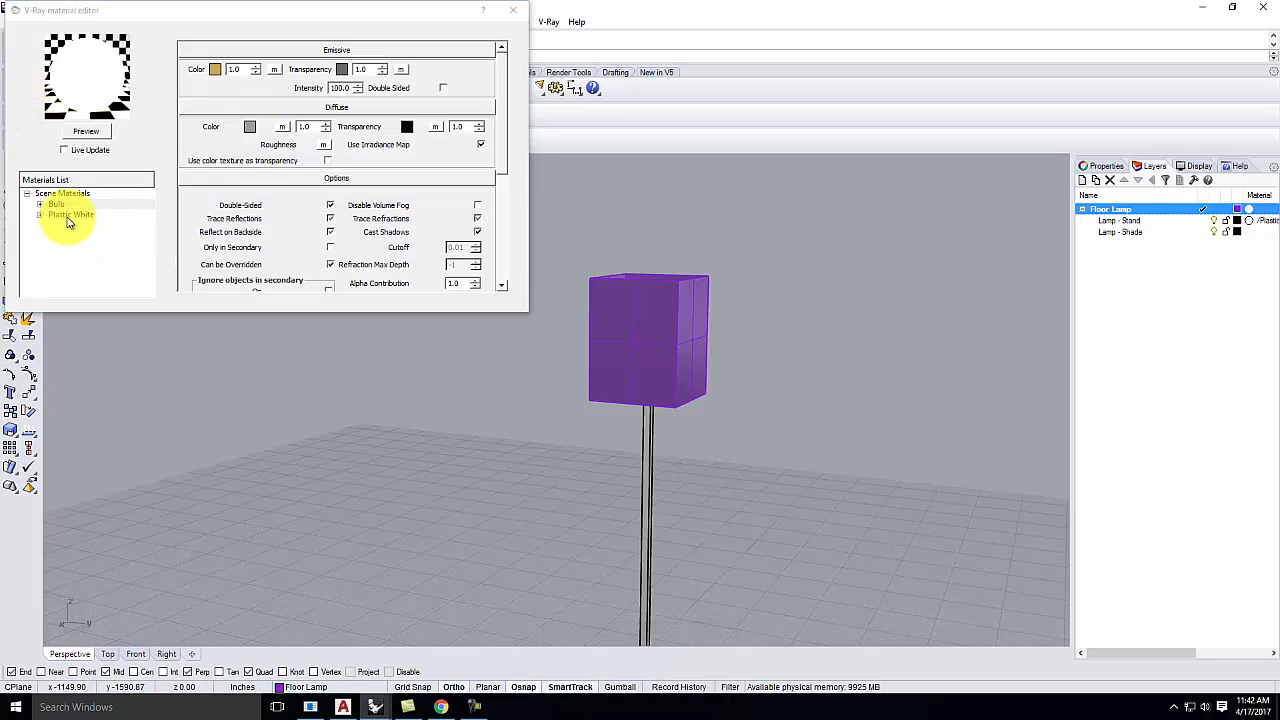 V-Ray material editor
?
V-Ray Help
Preview
Live Update
Materials List
Scene Materials
Bulb
Plastic White
Emissive
Color 1.0 m Transparency 1.0 m
Intensity 100.0 Double Sided
Diffuse
Color m 1.0 Transparency m 1.0
Roughness m Use Irradiance Map
Use color texture as transparency
Options
Double-Sided Disable Volume Fog
Trace Reflections Trace Refractions
Reflect on Backside Cast Shadows
Only in Secondary Cutoff 0.01
Can be Overridden Refraction Max Depth -1
Ignore objects in secondary
Alpha Contribution 1.0
Render Tools Drafting New in V5
Properties Layers Display Help
Name Material
Floor Lamp
Lamp - Stand /Plastic
Lamp - Shade
z
x y
Perspective Top Front Right
End Near Point Mid Cen Int Perp Tan Quad Knot Vertex Project Disable
CPlane x-1149.90 y-1590.87 z0.00 Inches Floor Lamp Grid Snap Ortho Planar Osnap SmartTrack Gumball Record History Filter Available physical memory: 9925 MB
Search Windows
11:42 AM
4/17/2017